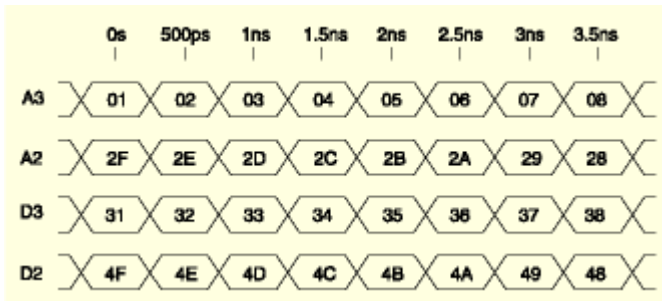 0s 500ps 1ns 1.5ns 2ns 2.5ns 3ns 3.5ns
A3 01 02 03 04 05 06 07 08
A2 2F 2E 2D 2C 2B 2A 29 28
D3 31 32 33 34 35 36 37 38
D2 4F 4E 4D 4C 4B 4A 49 48